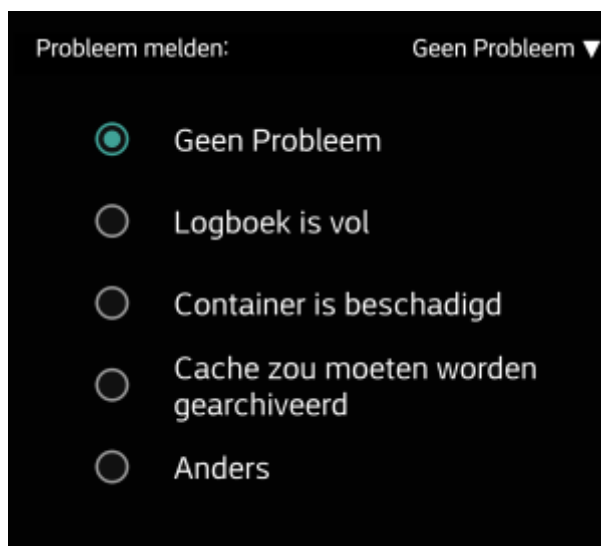 Probleem melden: Geen Probleem ▼
Geen Probleem
Logboek is vol
Container is beschadigd
Cache zou moeten worden
gearchiveerd
Anders